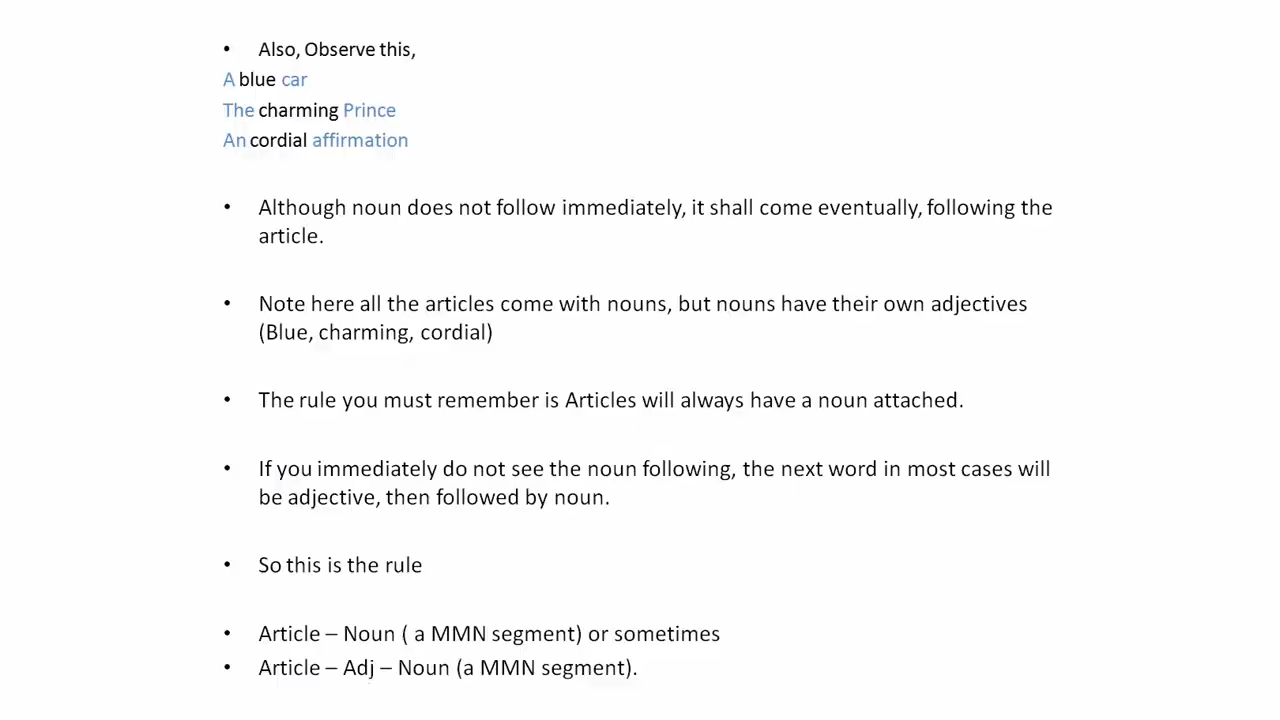 • Also, Observe this,
A blue car
The charming Prince
An cordial affirmation
• Although noun does not follow immediately, it shall come eventually, following the
article.
• Note here all the articles come with nouns, but nouns have their own adjectives
(Blue, charming, cordial)
• The rule you must remember is Articles will always have a noun attached.
• If you immediately do not see the noun following, the next word in most cases will
be adjective, then followed by noun.
• So this is the rule
• Article – Noun ( a MMN segment) or sometimes
• Article – Adj – Noun (a MMN segment).